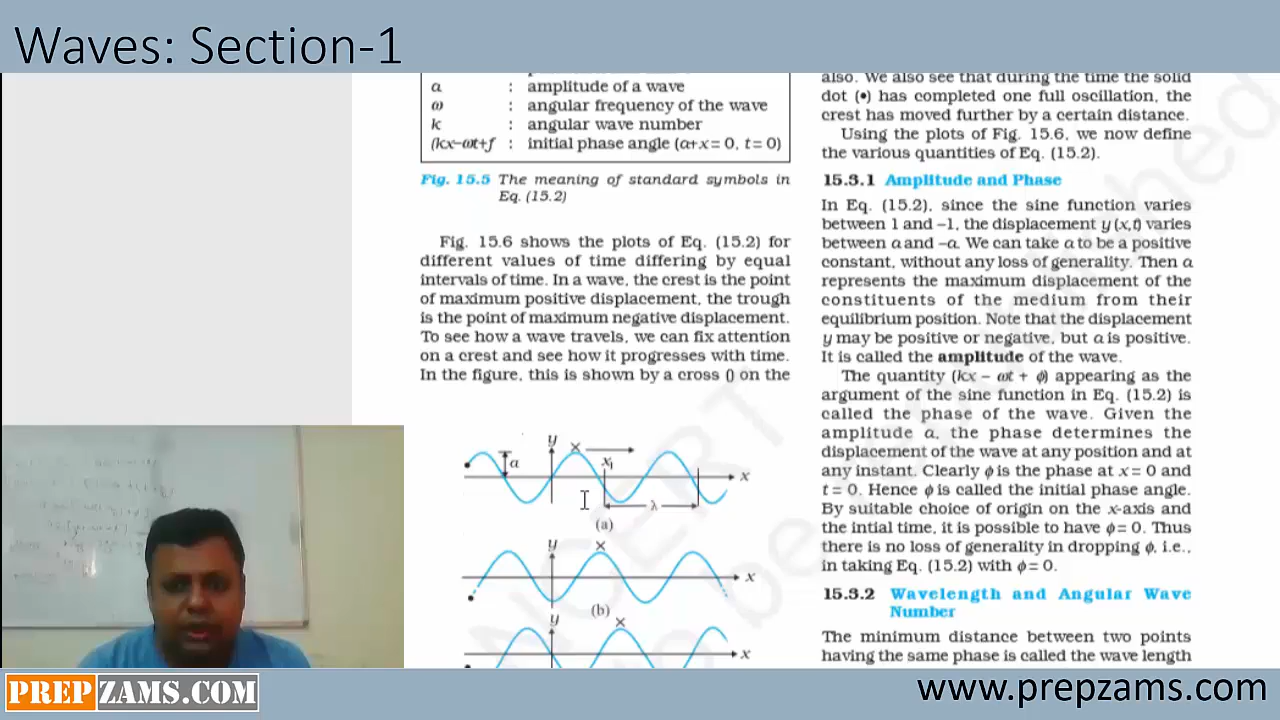 Waves: Section-1
a : amplitude of a wave
ω : angular frequency of the wave
k : angular wave number
(kx–ωt+f : initial phase angle (a+x = 0, t = 0)
Fig. 15.5 The meaning of standard symbols in
Eq. (15.2)
Fig. 15.6 shows the plots of Eq. (15.2) for
different values of time differing by equal
intervals of time. In a wave, the crest is the point
of maximum positive displacement, the trough
is the point of maximum negative displacement.
To see how a wave travels, we can fix attention
on a crest and see how it progresses with time.
In the figure, this is shown by a cross () on the
y
×
a
x₁
x
λ
(a)
y
×
x
(b)
y
×
x
also. We also see that during the time the solid
dot (•) has completed one full oscillation, the
crest has moved further by a certain distance.
Using the plots of Fig. 15.6, we now define
the various quantities of Eq. (15.2).
15.3.1 Amplitude and Phase
In Eq. (15.2), since the sine function varies
between 1 and –1, the displacement y (x,t) varies
between a and –a. We can take a to be a positive
constant, without any loss of generality. Then a
represents the maximum displacement of the
constituents of the medium from their
equilibrium position. Note that the displacement
y may be positive or negative, but a is positive.
It is called the amplitude of the wave.
The quantity (kx – ωt + ϕ) appearing as the
argument of the sine function in Eq. (15.2) is
called the phase of the wave. Given the
amplitude a, the phase determines the
displacement of the wave at any position and at
any instant. Clearly ϕ is the phase at x = 0 and
t = 0. Hence ϕ is called the initial phase angle.
By suitable choice of origin on the x-axis and
the intial time, it is possible to have ϕ = 0. Thus
there is no loss of generality in dropping ϕ, i.e.,
in taking Eq. (15.2) with ϕ = 0.
15.3.2 Wavelength and Angular Wave
Number
The minimum distance between two points
having the same phase is called the wave length
PREPZAMS.COM
www.prepzams.com